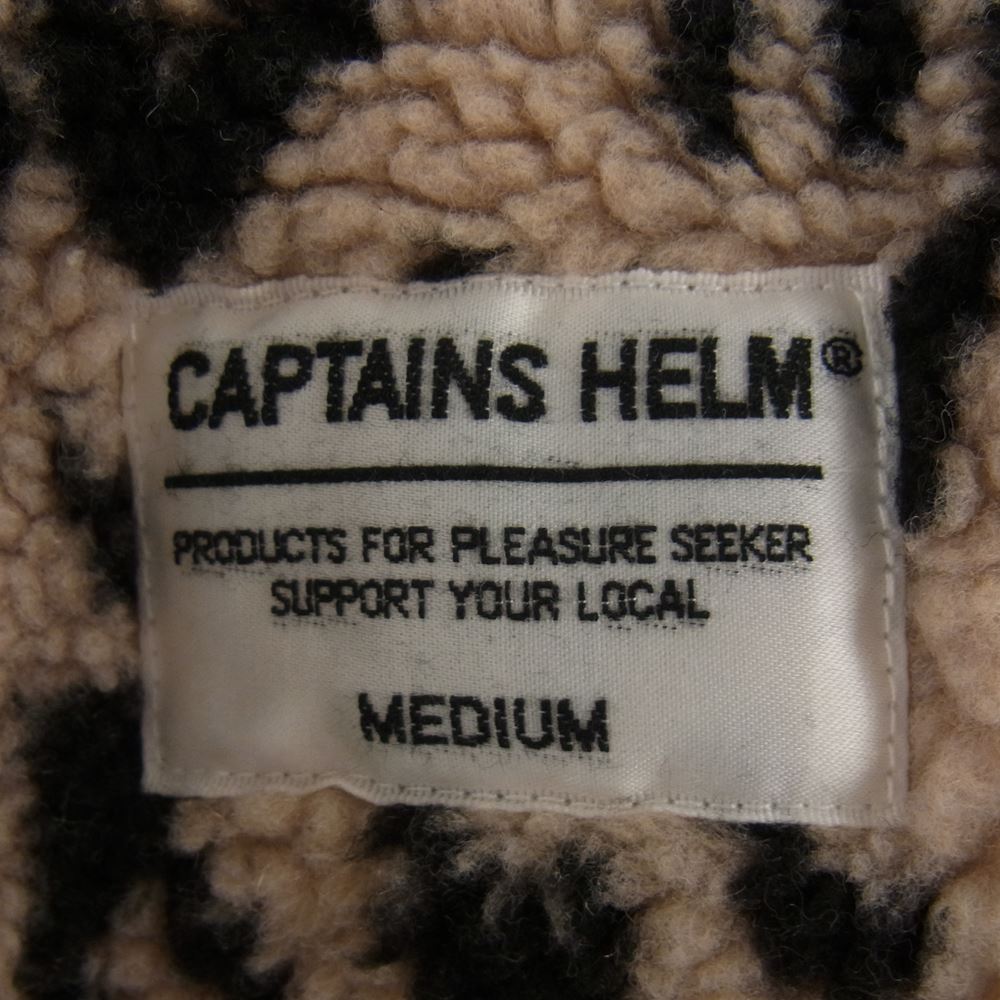 CAPTAINS HELM®
PRODUCTS FOR PLEASURE SEEKER
SUPPORT YOUR LOCAL
MEDIUM